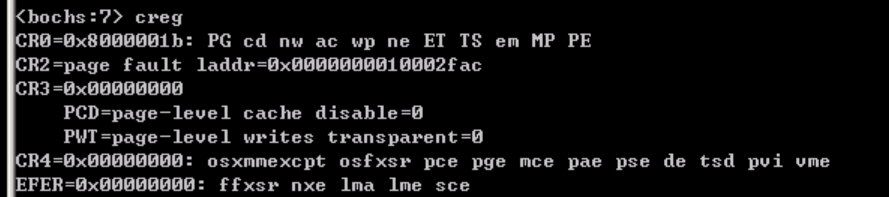 <bochs:7> creg
CR0=0x8000001b: PG cd nw ac wp ne ET TS em MP PE
CR2=page fault laddr=0x0000000010002fac
CR3=0x00000000
PCD=page-level cache disable=0
PWT=page-level writes transparent=0
CR4=0x00000000: osxmmexcpt osfxsr pce pge mce pae pse de tsd pvi vme
EFER=0x00000000: ffxsr nxe lma lme sce